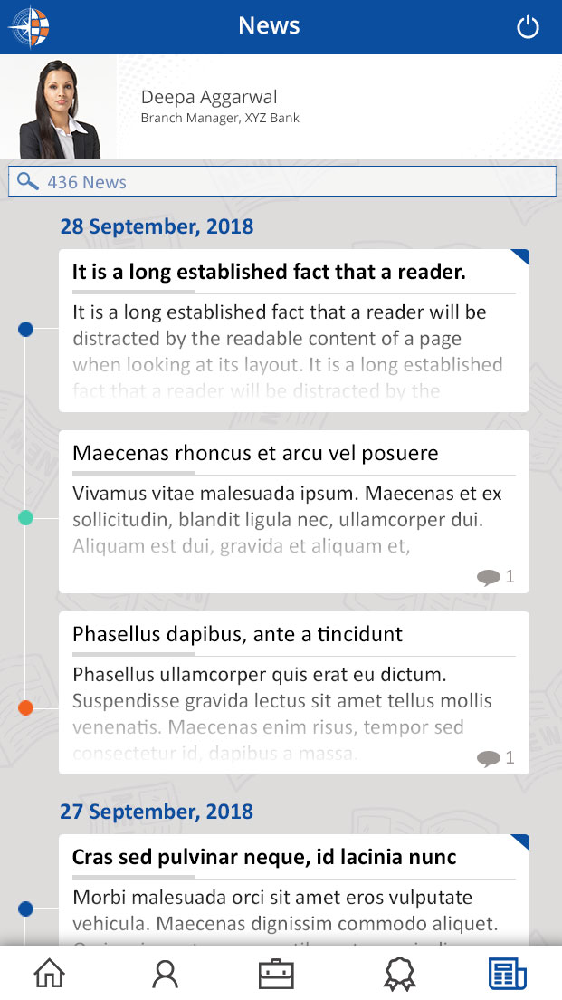 News
Deepa Aggarwal
Branch Manager, XYZ Bank
436 News
28 September, 2018
It is a long established fact that a reader.
It is a long established fact that a reader will be
distracted by the readable content of a page
when looking at its layout. It is a long established
fact that a reader will be distracted by the
Maecenas rhoncus et arcu vel posuere
Vivamus vitae malesuada ipsum. Maecenas et ex
sollicitudin, blandit ligula nec, ullamcorper dui.
Aliquam est dui, gravida et aliquam et,
1
Phasellus dapibus, ante a tincidunt
Phasellus ullamcorper quis erat eu dictum.
Suspendisse gravida lectus sit amet tellus mollis
venenatis. Maecenas enim risus, tempor sed
consectetur id, dapibus a massa.
1
27 September, 2018
Cras sed pulvinar neque, id lacinia nunc
Morbi malesuada orci sit amet eros vulputate
vehicula. Maecenas dignissim commodo aliquet.